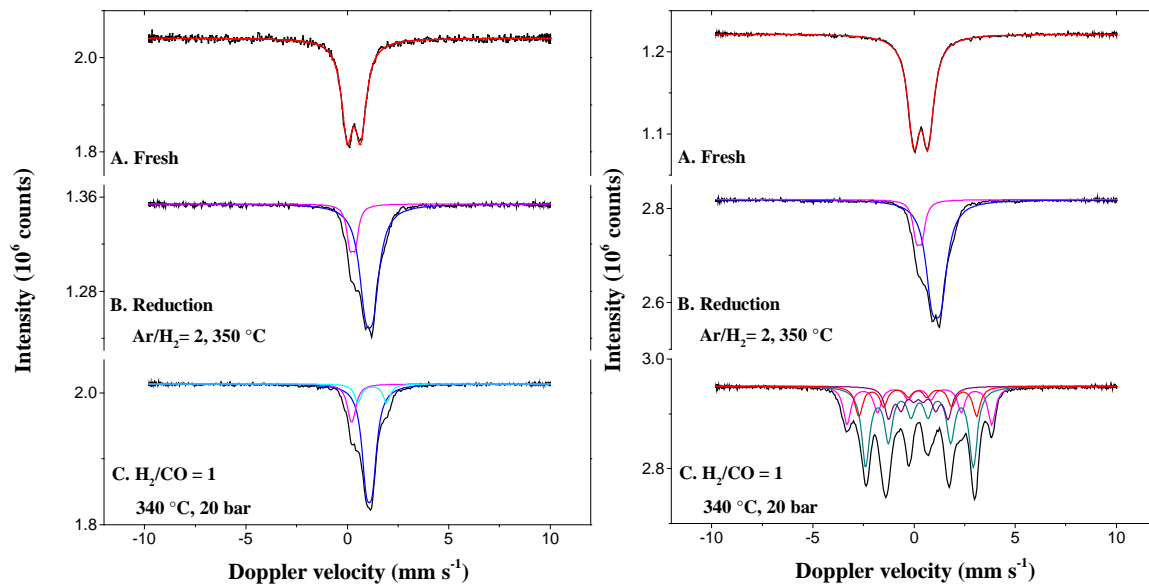 2.0
1.8
A. Fresh
1.36
1.28
B. Reduction
Ar/H₂= 2, 350 °C
2.0
1.8
C. H₂/CO = 1
340 °C, 20 bar
-10 -5 0 5 10
Doppler velocity (mm s⁻¹)
Intensity (10⁶ counts)
1.2
1.1
A. Fresh
2.8
2.6
B. Reduction
Ar/H₂= 2, 350 °C
3.0
2.8
C. H₂/CO = 1
340 °C, 20 bar
-10 -5 0 5 10
Doppler velocity (mm s⁻¹)
Intensity (10⁶ counts)